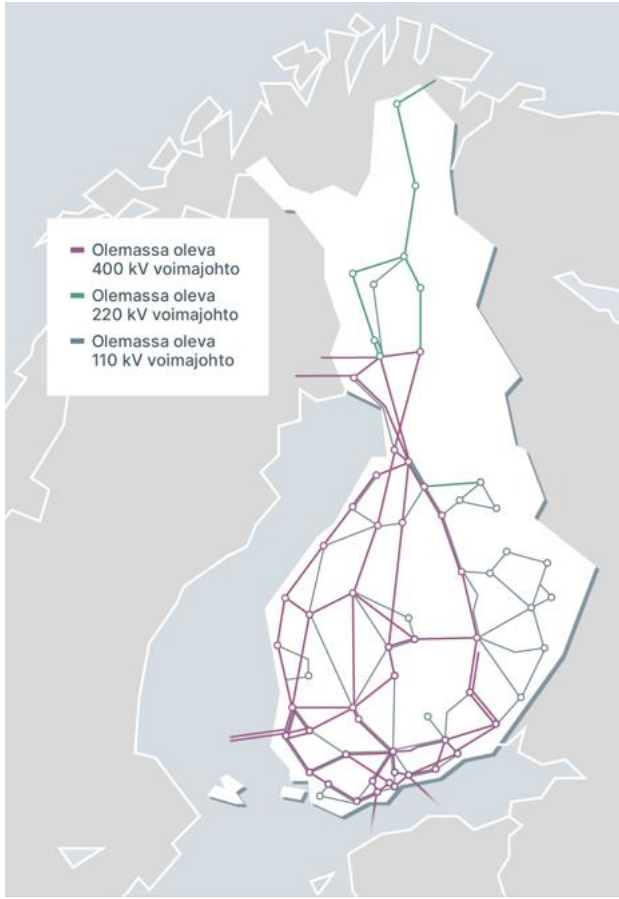 Olemassa oleva
400 kV voimajohto
Olemassa oleva
220 kV voimajohto
Olemassa oleva
110 kV voimajohto